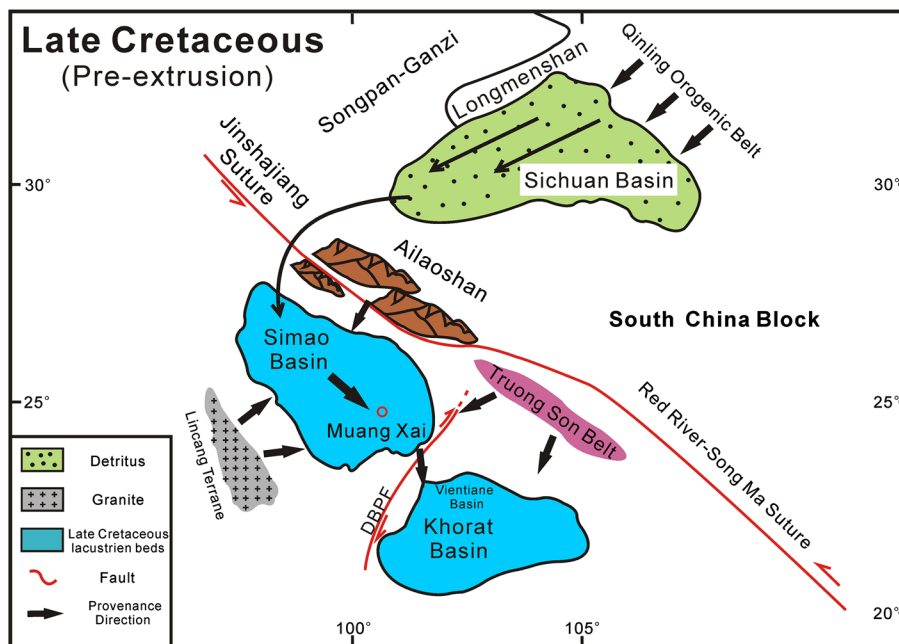 Late Cretaceous
(Pre-extrusion)
Songpan-Ganzi
Longmenshan
Qinling Orogenic Belt
Jinshajiang
Suture
Sichuan Basin
30°
30°
Ailaoshan
Simao
Basin
South China Block
25°
25°
Muang Xai
Truong Son Belt
Lincang Terrane
Red River-Song Ma Suture
DBPF
Vientiane
Basin
Khorat
Basin
Detritus
Granite
Late Cretaceous
lacustrien beds
Fault
Provenance
Direction
20°
100°
105°